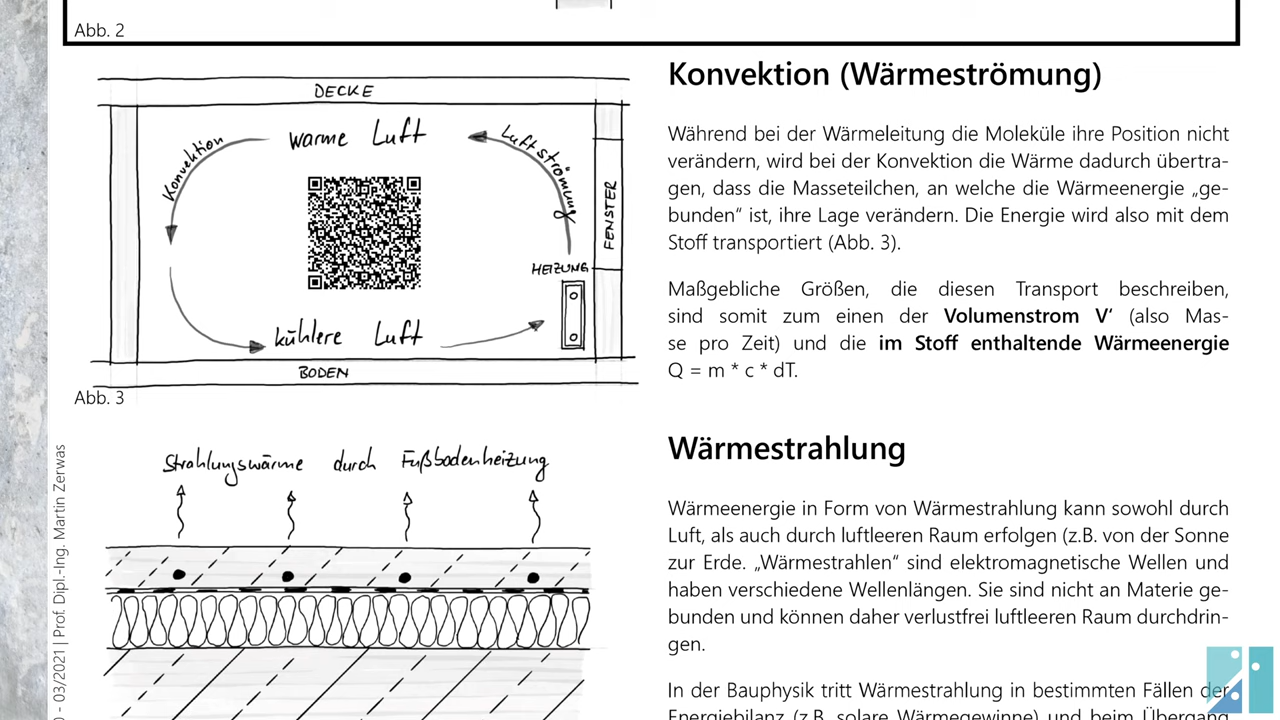 Abb. 2
DECKE
warme Luft
Konvektion
Luftströmung
FENSTER
HEIZUNG
kühlere Luft
BODEN
Abb. 3
Konvektion (Wärmeströmung)
Während bei der Wärmeleitung die Moleküle ihre Position nicht
verändern, wird bei der Konvektion die Wärme dadurch übertra-
gen, dass die Masseteilchen, an welche die Wärmeenergie „ge-
bunden“ ist, ihre Lage verändern. Die Energie wird also mit dem
Stoff transportiert (Abb. 3).
Maßgebliche Größen, die diesen Transport beschreiben,
sind somit zum einen der Volumenstrom V‘ (also Mas-
se pro Zeit) und die im Stoff enthaltende Wärmeenergie
Q = m * c * dT.
Strahlungswärme durch Fußbodenheizung
Wärmestrahlung
Wärmeenergie in Form von Wärmestrahlung kann sowohl durch
Luft, als auch durch luftleeren Raum erfolgen (z.B. von der Sonne
zur Erde. „Wärmestrahlen“ sind elektromagnetische Wellen und
haben verschiedene Wellenlängen. Sie sind nicht an Materie ge-
bunden und können daher verlustfrei luftleeren Raum durchdrin-
gen.
In der Bauphysik tritt Wärmestrahlung in bestimmten Fällen der
Energiebilanz (z.B. solare Wärmegewinne) und beim Übergang
0 - 03/2021 | Prof. Dipl.-Ing. Martin Zerwas